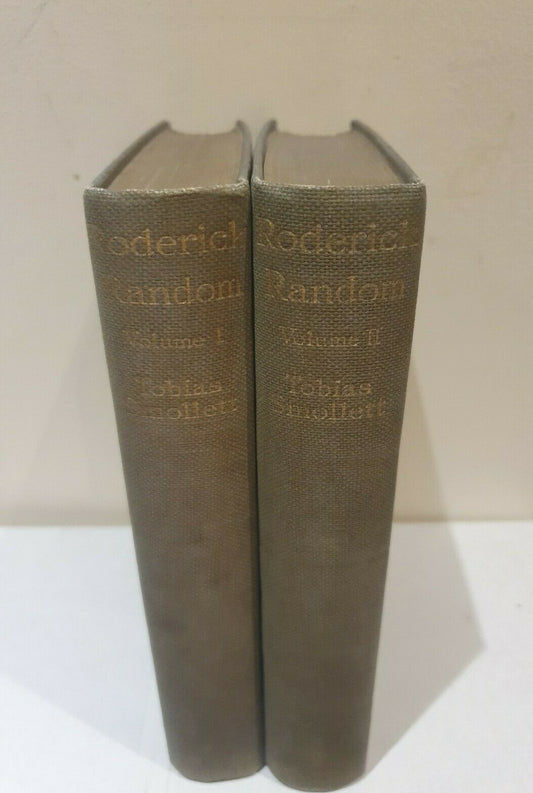 Roderick
Random
Volume I
Tobias
Smollett
Roderick
Random
Volume II
Tobias
Smollett